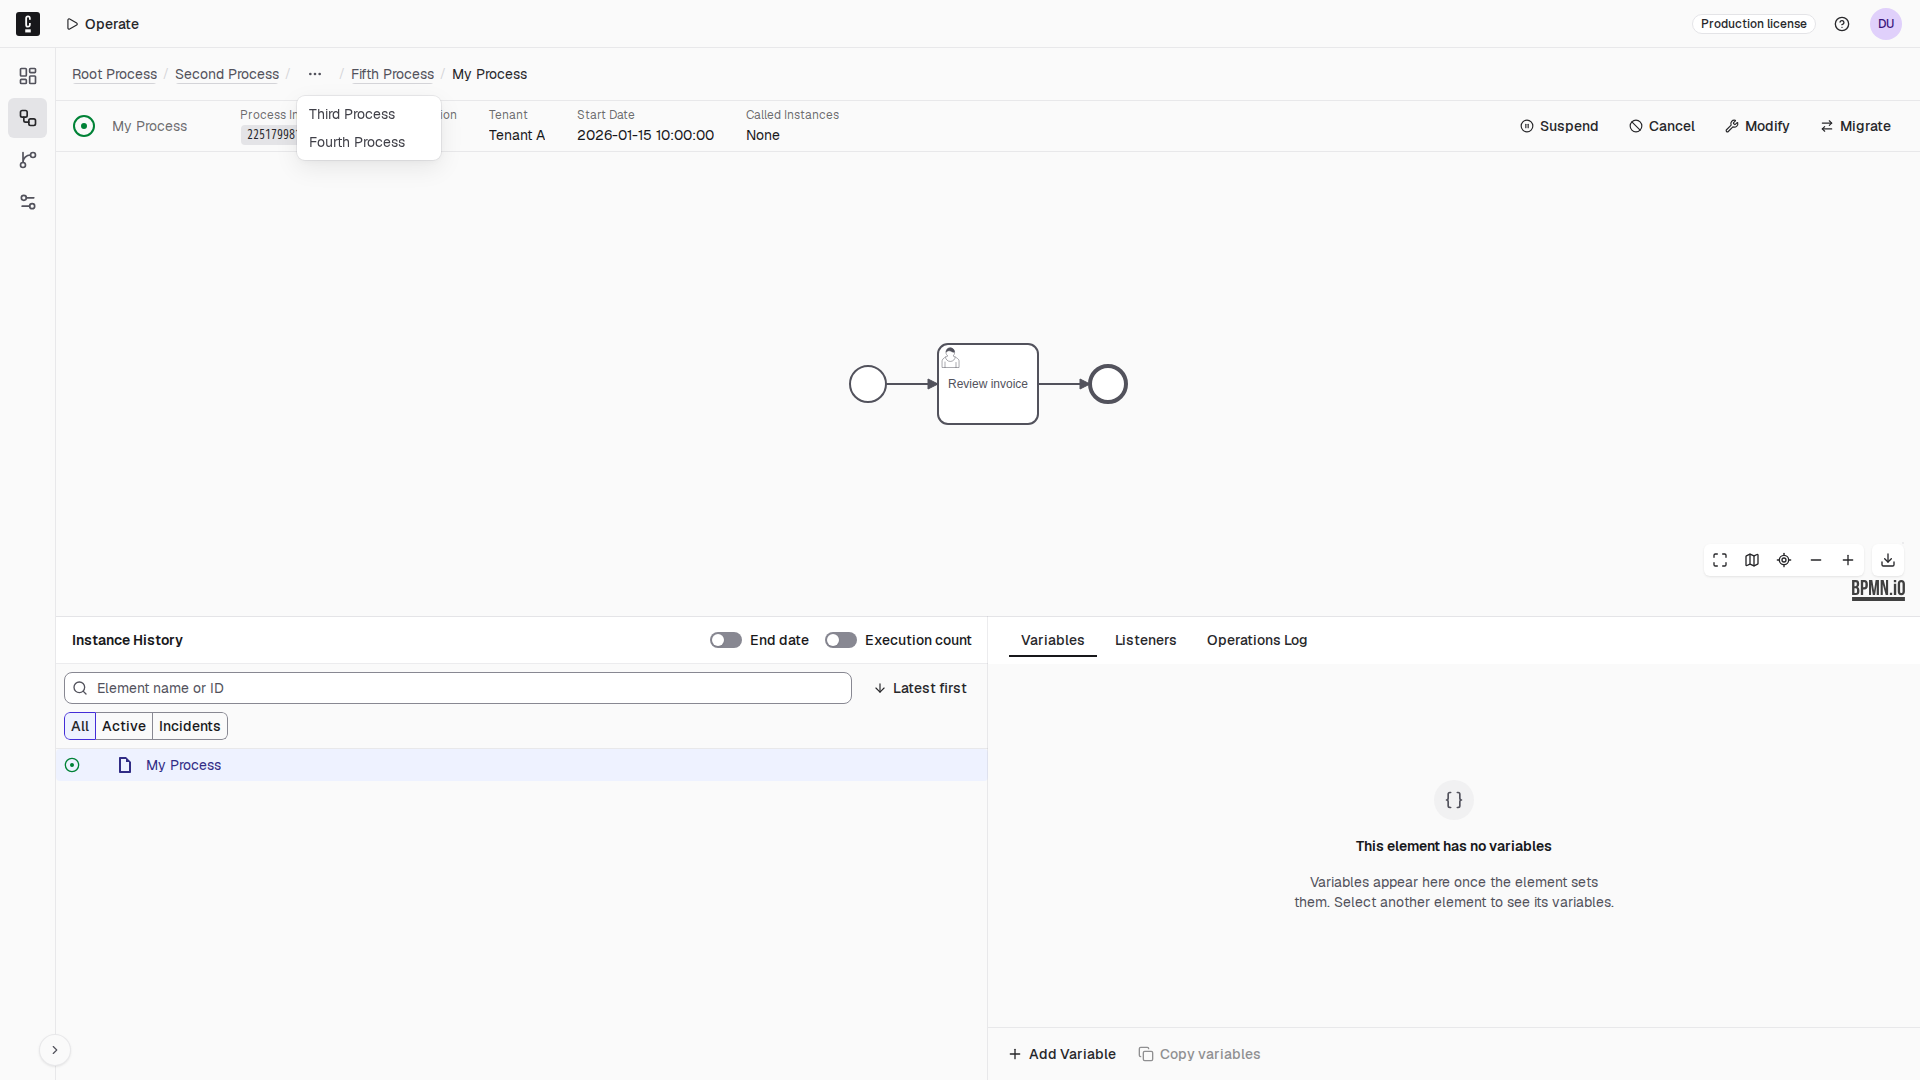 Operate
Production license
DU
Root Process / Second Process / ··· / Fifth Process / My Process
Third Process
Fourth Process
My Process
Tenant
Tenant A
Start Date
2026-01-15 10:00:00
Called Instances
None
Suspend
Cancel
Modify
Migrate
Review invoice
BPMN.iO
Instance History
End date
Execution count
Element name or ID
Latest first
All
Active
Incidents
My Process
Variables
Listeners
Operations Log
{ }
This element has no variables
Variables appear here once the element sets
them. Select another element to see its variables.
Add Variable
Copy variables